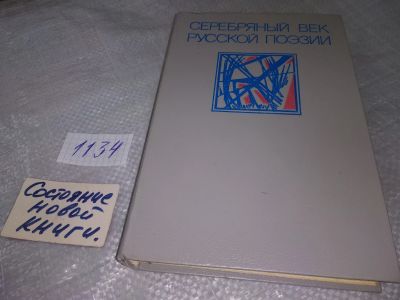 СЕРЕБРЯНЫЙ ВЕК
РУССКОЙ ПОЭЗИИ
1134
Состояние
новой
книги.